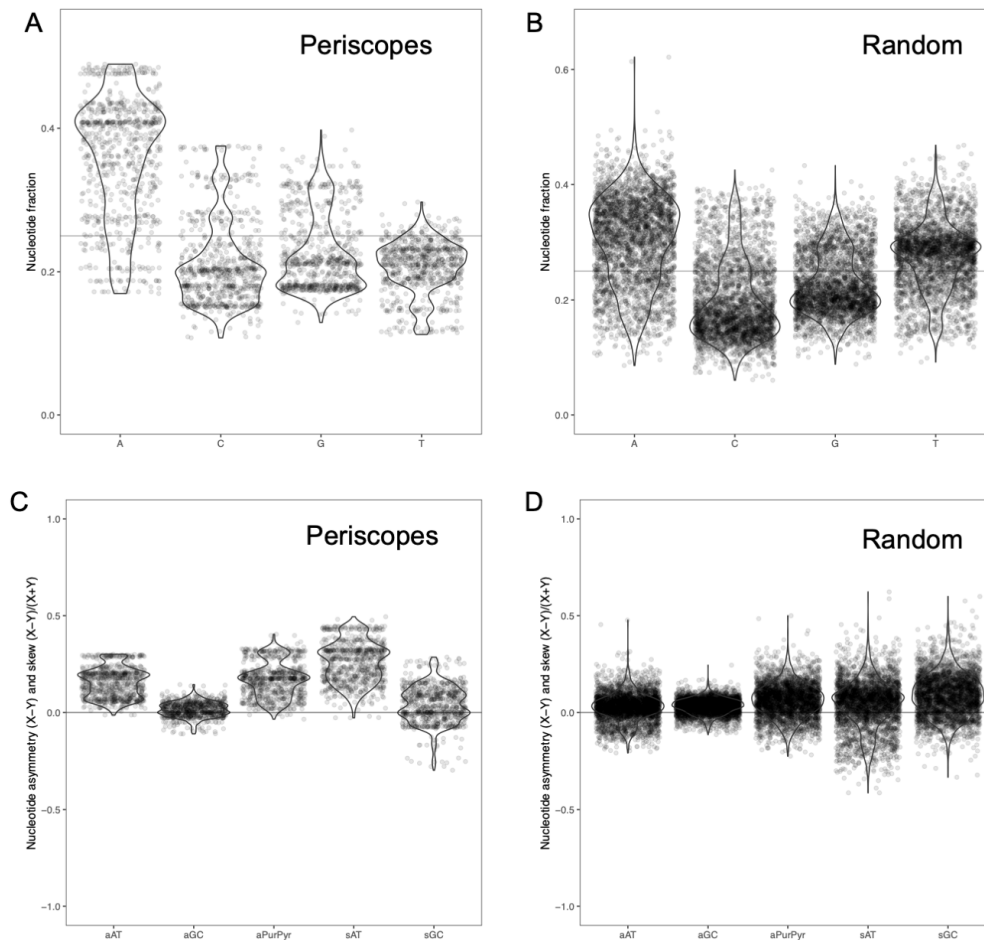 A
Periscopes
Nucleotide fraction
0.4
0.2
0.0
A C G T
B
Random
Nucleotide fraction
0.6
0.4
0.2
0.0
A C G T
C
Periscopes
Nucleotide asymmetry (X−Y) and skew (X−Y)/(X+Y)
1.0
0.5
0.0
−0.5
−1.0
aAT aGC aPurPyr sAT sGC
D
Random
Nucleotide asymmetry (X−Y) and skew (X−Y)/(X+Y)
1.0
0.5
0.0
−0.5
−1.0
aAT aGC aPurPyr sAT sGC